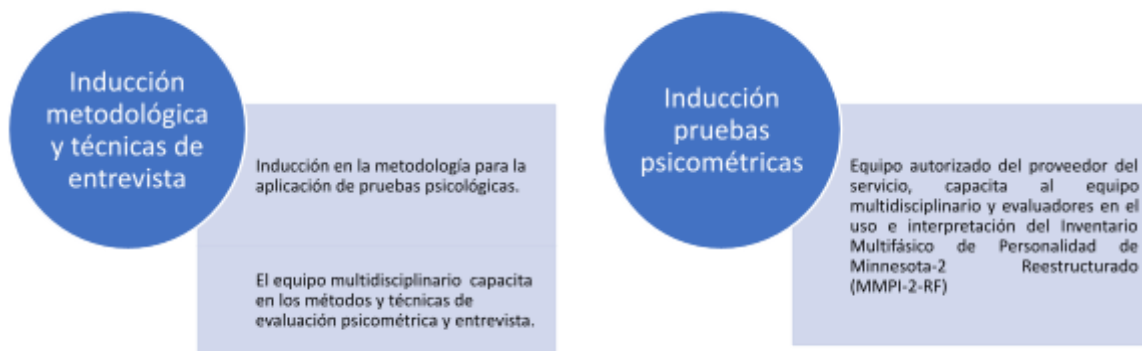 Inducción
metodológica
y técnicas de
entrevista
Inducción en la metodología para la
aplicación de pruebas psicológicas.
El equipo multidisciplinario capacita
en los métodos y técnicas de
evaluación psicométrica y entrevista.
Inducción
pruebas
psicométricas
Equipo autorizado del proveedor del
servicio, capacita al equipo
multidisciplinario y evaluadores en el
uso e interpretación del Inventario
Multifásico de Personalidad de
Minnesota-2 Reestructurado
(MMPI-2-RF)